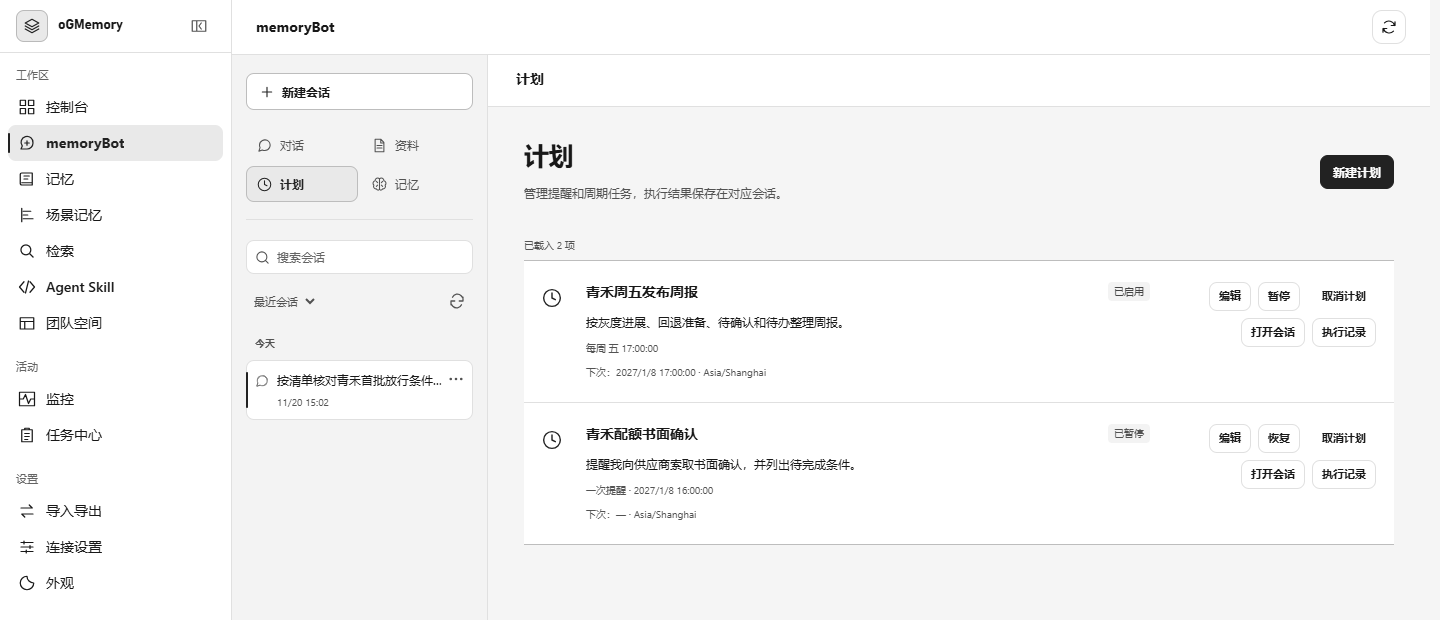 oGMemory
工作区
控制台
memoryBot
记忆
场景记忆
检索
Agent Skill
团队空间
活动
监控
任务中心
设置
导入导出
连接设置
外观
memoryBot
新建会话
对话
资料
计划
记忆
搜索会话
最近会话
今天
按清单核对青禾首批放行条件...
11/20 15:02
计划
计划
管理提醒和周期任务，执行结果保存在对应会话。
新建计划
已载入 2 项
青禾周五发布周报
已启用
编辑
暂停
取消计划
按灰度进展、回退准备、待确认和待办整理周报。
打开会话
执行记录
每周 五 17:00:00
下次：2027/1/8 17:00:00 · Asia/Shanghai
青禾配额书面确认
已暂停
编辑
恢复
取消计划
提醒我向供应商索取书面确认，并列出待完成条件。
打开会话
执行记录
一次提醒 · 2027/1/8 16:00:00
下次：— · Asia/Shanghai